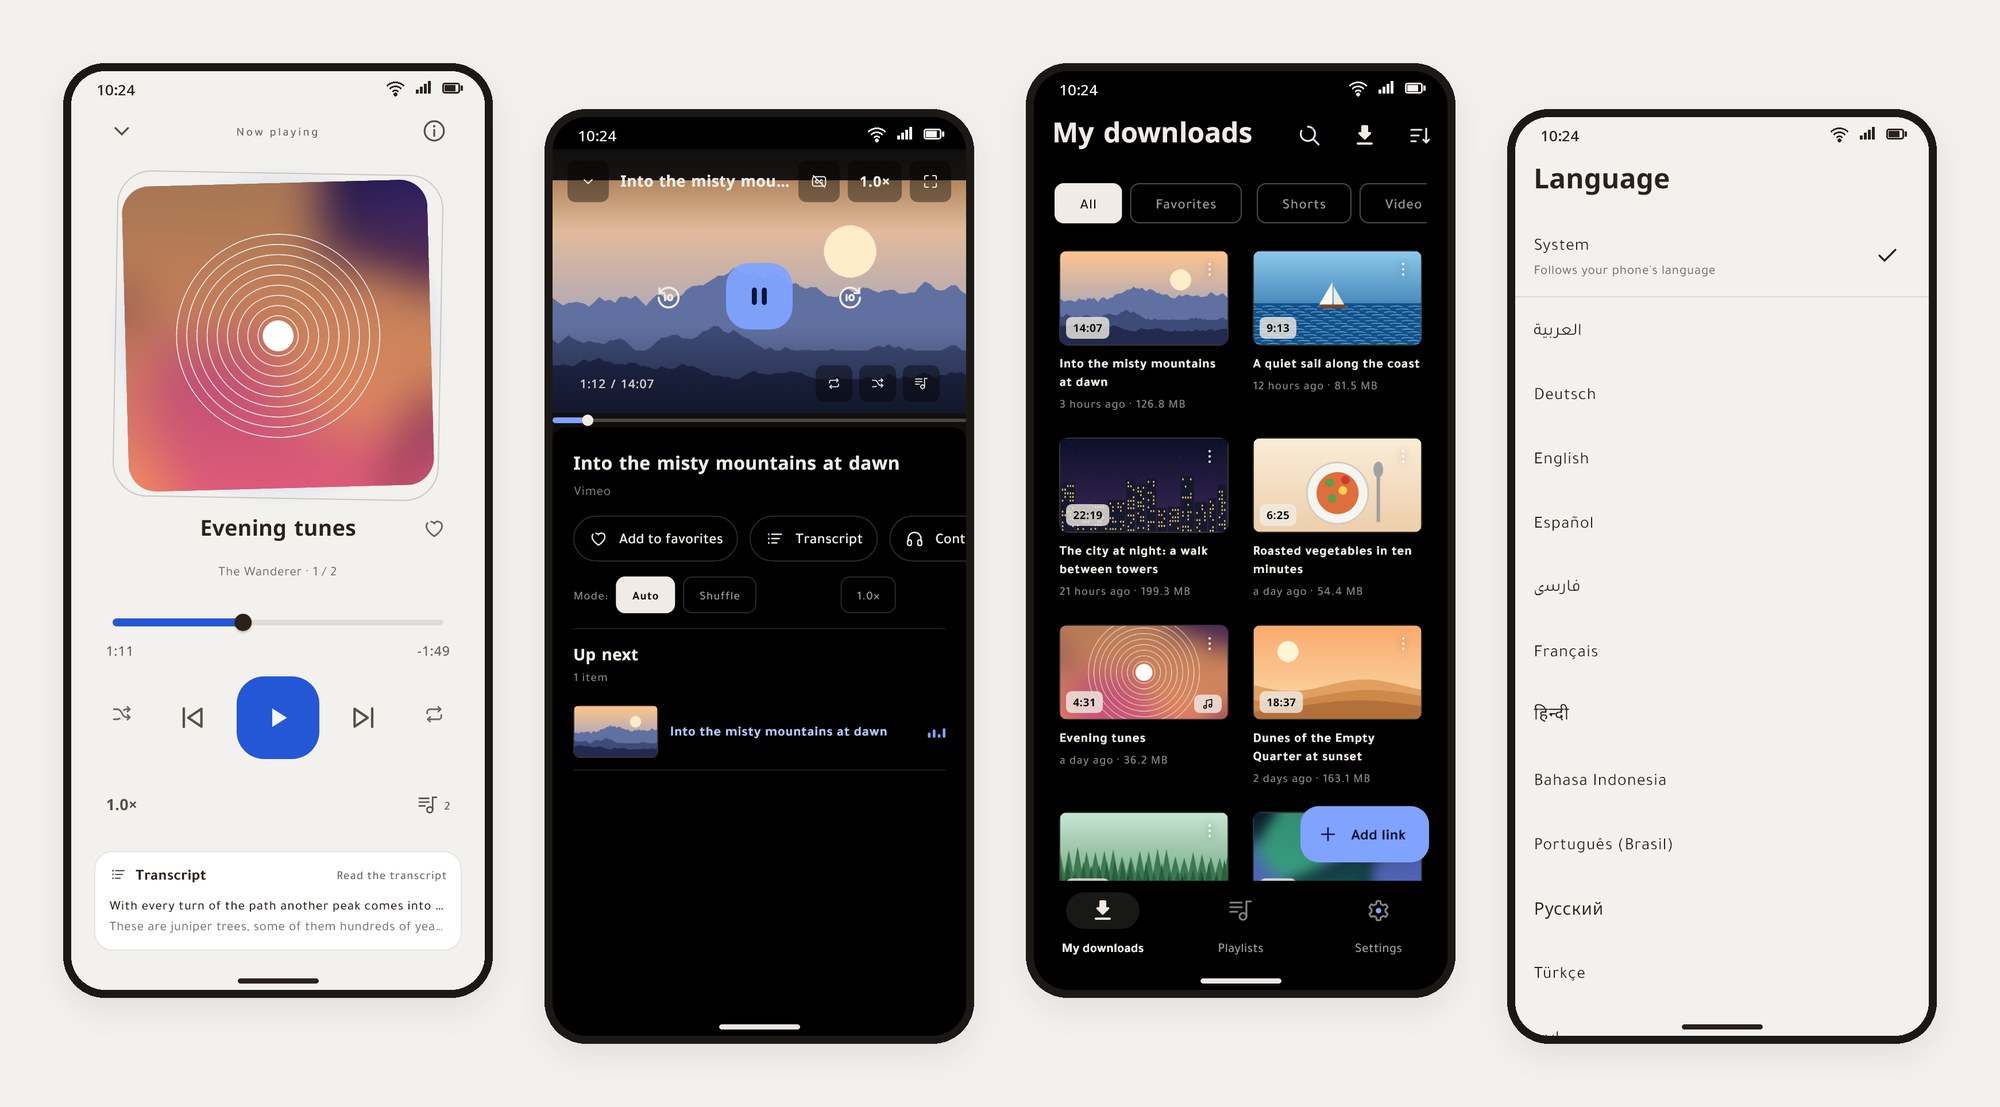 10:24
Now playing
Evening tunes
The Wanderer · 1 / 2
1:11
-1:49
1.0×
2
Transcript
Read the transcript
With every turn of the path another peak comes into ...
These are juniper trees, some of them hundreds of yea...
10:24
Into the misty mou...
1.0×
10
10
1:12 / 14:07
Into the misty mountains at dawn
Vimeo
Add to favorites
Transcript
Cont
Mode:
Auto
Shuffle
1.0×
Up next
1 item
Into the misty mountains at dawn
10:24
My downloads
All
Favorites
Shorts
Video
14:07
Into the misty mountains
at dawn
3 hours ago · 126.8 MB
9:13
A quiet sail along the coast
12 hours ago · 81.5 MB
22:19
The city at night: a walk
between towers
21 hours ago · 199.3 MB
6:25
Roasted vegetables in ten
minutes
a day ago · 54.4 MB
4:31
Evening tunes
a day ago · 36.2 MB
18:37
Dunes of the Empty
Quarter at sunset
2 days ago · 163.1 MB
Add link
My downloads
Playlists
Settings
10:24
Language
System
Follows your phone's language
العربية
Deutsch
English
Español
فارسی
Français
हिन्दी
Bahasa Indonesia
Português (Brasil)
Русский
Türkçe